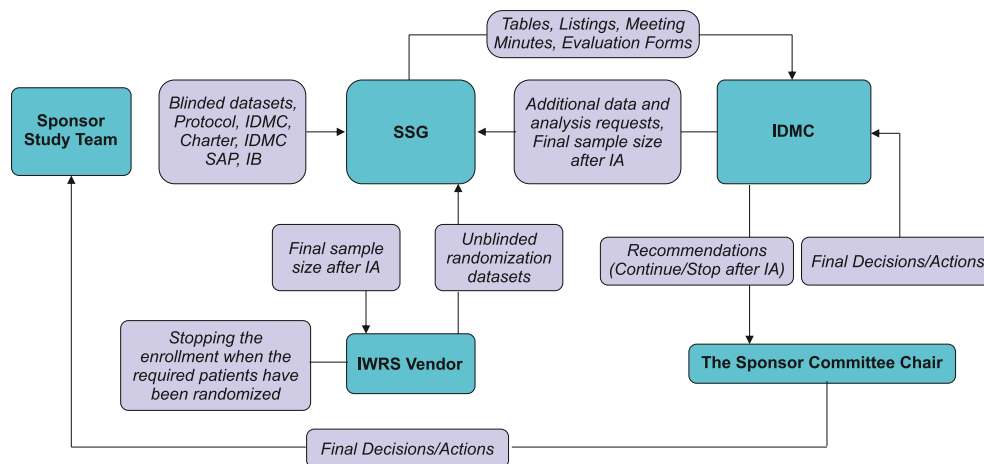 Tables, Listings, Meeting
Minutes, Evaluation Forms
Sponsor
Study Team
Blinded datasets,
Protocol, IDMC,
Charter, IDMC
SAP, IB
SSG
Additional data and
analysis requests,
Final sample size
after IA
IDMC
Final sample
size after IA
Unblinded
randomization
datasets
Recommendations
(Continue/Stop after IA)
Final Decisions/Actions
Stopping the
enrollment when the
required patients have
been randomized
IWRS Vendor
The Sponsor Committee Chair
Final Decisions/Actions